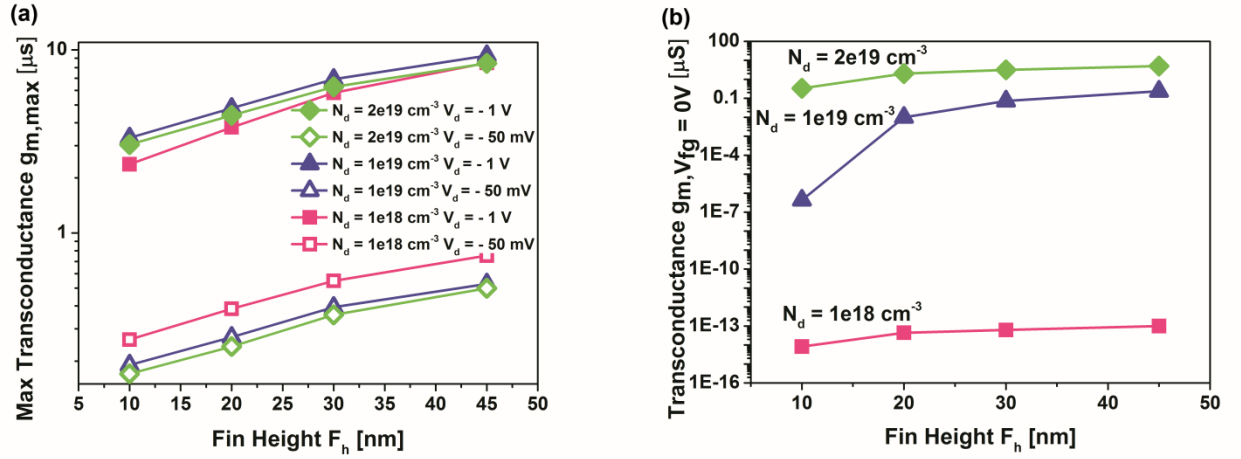 (a)
Max Transconductance g_m,max [µs]
10
1
N_d = 2e19 cm^-3 V_d = - 1 V
N_d = 2e19 cm^-3 V_d = - 50 mV
N_d = 1e19 cm^-3 V_d = - 1 V
N_d = 1e19 cm^-3 V_d = - 50 mV
N_d = 1e18 cm^-3 V_d = - 1 V
N_d = 1e18 cm^-3 V_d = - 50 mV
5 10 15 20 25 30 35 40 45 50
Fin Height F_h [nm]
(b)
Transconductance g_m,V_fg = 0V [µS]
100
0.1
1E-4
1E-7
1E-10
1E-13
1E-16
N_d = 2e19 cm^-3
N_d = 1e19 cm^-3
N_d = 1e18 cm^-3
10 20 30 40 50
Fin Height F_h [nm]